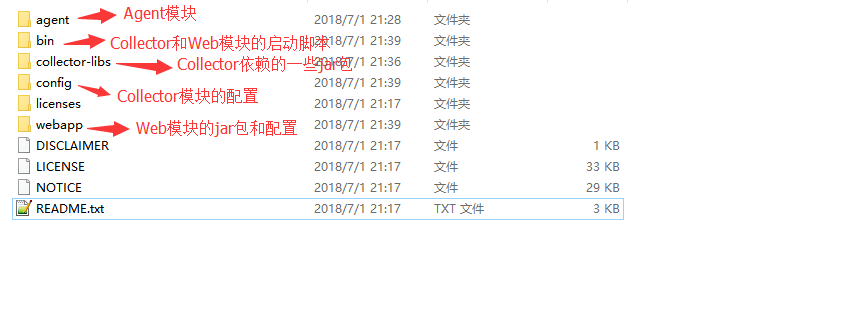 agent Agent模块 2018/7/1 21:28 文件夹
bin Collector和Web模块的启动脚本 2018/7/1 21:39 文件夹
collector-libs Collector依赖的一些jar包 2018/7/1 21:36 文件夹
config Collector模块的配置 2018/7/1 21:39 文件夹
licenses 2018/7/1 21:17 文件夹
webapp Web模块的jar包和配置 2018/7/1 21:39 文件夹
DISCLAIMER 2018/7/1 21:17 文件 1 KB
LICENSE 2018/7/1 21:17 文件 33 KB
NOTICE 2018/7/1 21:17 文件 29 KB
README.txt 2018/7/1 21:17 TXT 文件 3 KB